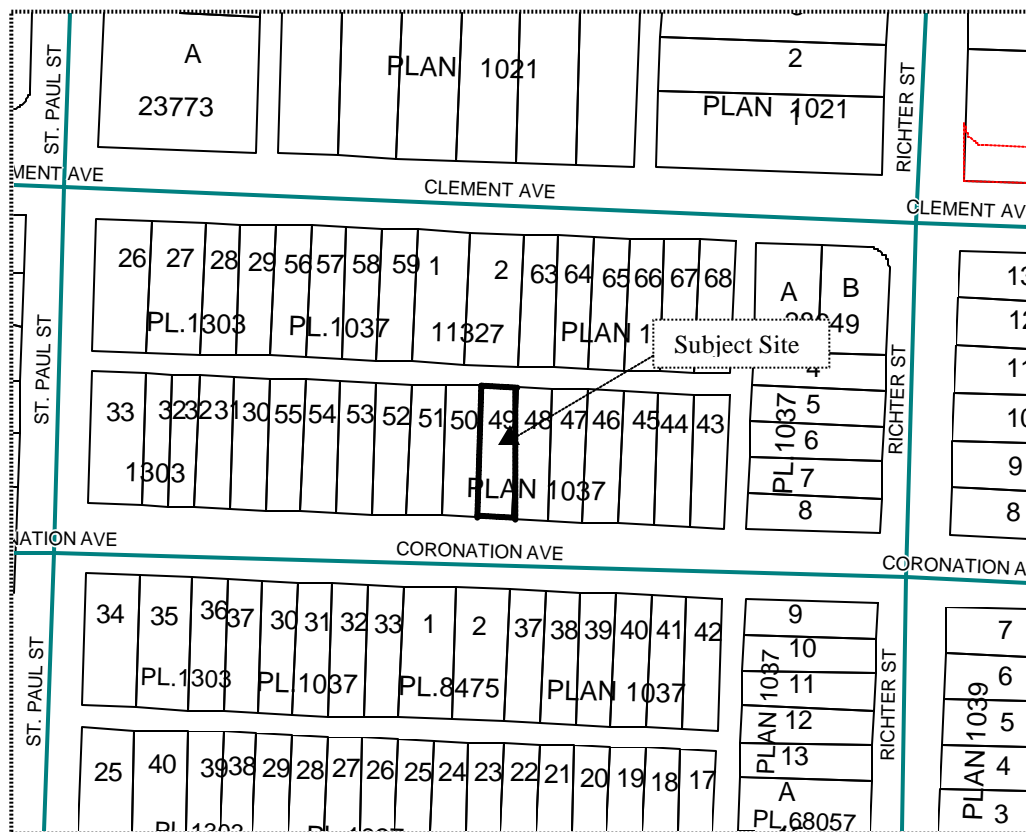 A
23773
PLAN 1021
2
PLAN 1021
1
ST. PAUL ST
RICHTER ST
MENT AVE
CLEMENT AVE
CLEMENT AV
26 27 28 29 56 57 58 59 1 2 63 64 65 66 67 68
A B
PL.1303 PL.1037 11327 PLAN 1
Subject Site
4
5
6
7
8
PL.1037
13
12
11
10
9
8
ST. PAUL ST
RICHTER ST
33 32 32 31 30 55 54 53 52 51 50 49 48 47 46 45 44 43
1303 PLAN 1037
NATION AVE
CORONATION AVE
CORONATION A
34 35 36 37 30 31 32 33 1 2 37 38 39 40 41 42
PL.1303 PL.1037 PL.8475 PLAN 1037
9
10
11
12
13
A
PL.68057
PLAN 1037
ST. PAUL ST
RICHTER ST
7
6
5
4
3
PLAN 1039
25 40 39 38 29 28 27 26 25 24 23 22 21 20 19 18 17